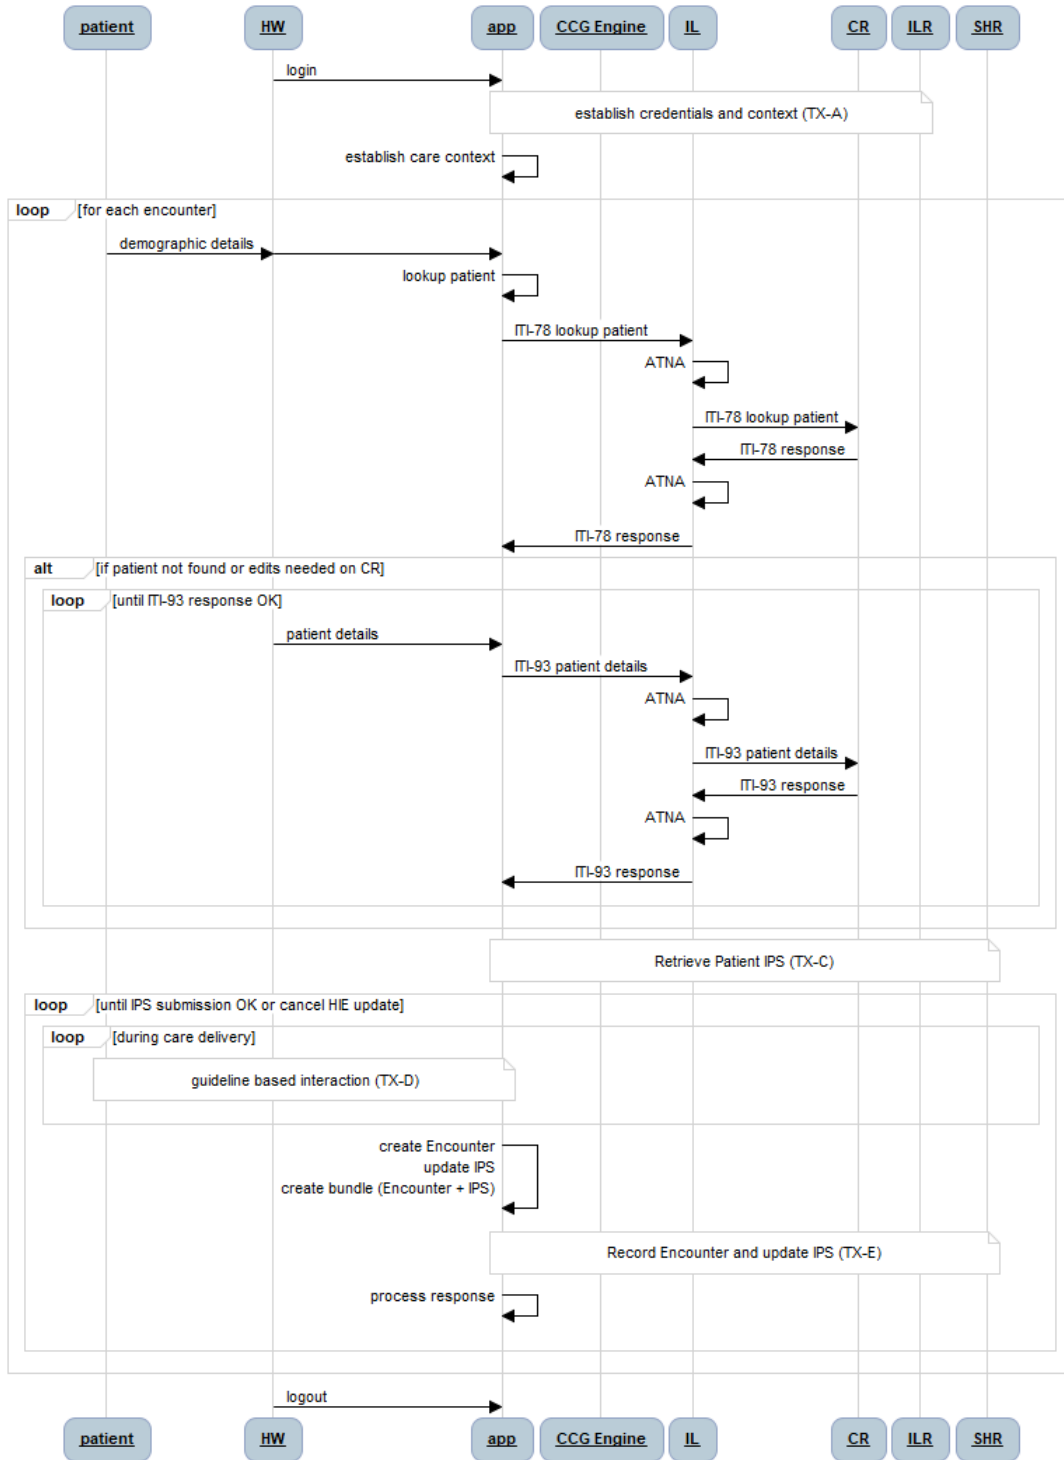 patient HW app CCG Engine IL CR ILR SHR
login
establish credentials and context (TX-A)
establish care context
loop [for each encounter]
demographic details
lookup patient
ITI-78 lookup patient
ATNA
ITI-78 lookup patient
ITI-78 response
ATNA
ITI-78 response
alt [if patient not found or edits needed on CR]
loop [until ITI-93 response OK]
patient details
ITI-93 patient details
ATNA
ITI-93 patient details
ITI-93 response
ATNA
ITI-93 response
Retrieve Patient IPS (TX-C)
loop [until IPS submission OK or cancel HIE update]
loop [during care delivery]
guideline based interaction (TX-D)
create Encounter
update IPS
create bundle (Encounter + IPS)
Record Encounter and update IPS (TX-E)
process response
logout
patient HW app CCG Engine IL CR ILR SHR